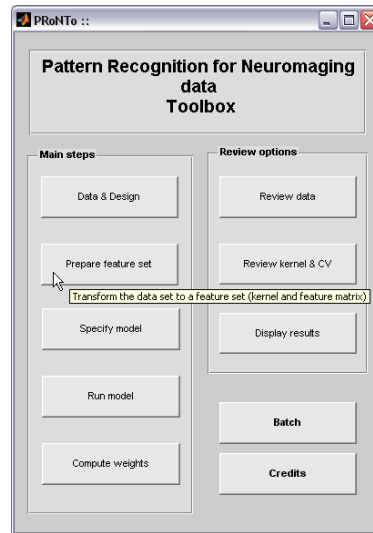 PRoNTo ::
Pattern Recognition for Neuromaging
data
Toolbox
Main steps
Data & Design
Prepare feature set
Transform the data set to a feature set (kernel and feature matrix)
Specify model
Run model
Compute weights
Review options
Review data
Review kernel & CV
Display results
Batch
Credits